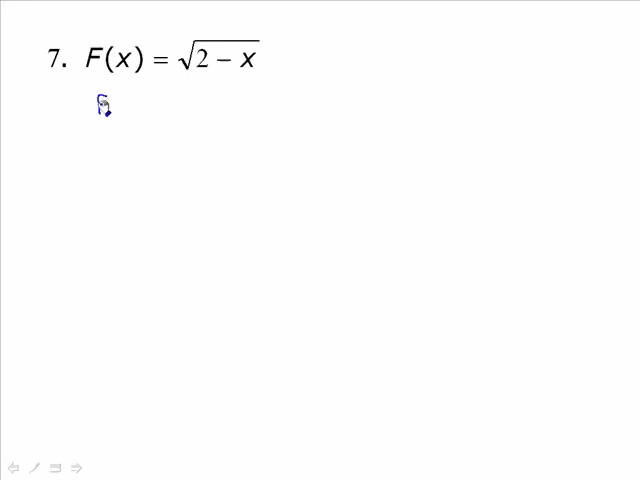 7. F(x) = √2 − x
F